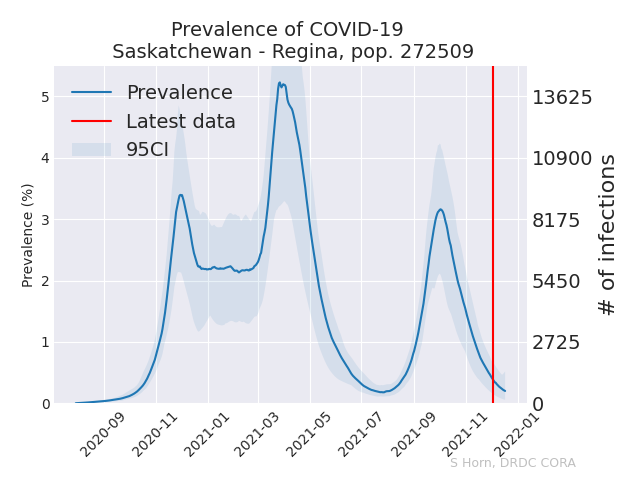 Prevalence of COVID-19
Saskatchewan - Regina, pop. 272509
Prevalence
Latest data
95CI
Prevalence (%)
5
4
3
2
1
0
13625
10900
8175
5450
2725
0
# of infections
2020-09
2020-11
2021-01
2021-03
2021-05
2021-07
2021-09
2021-11
2022-01
S Horn, DRDC CORA